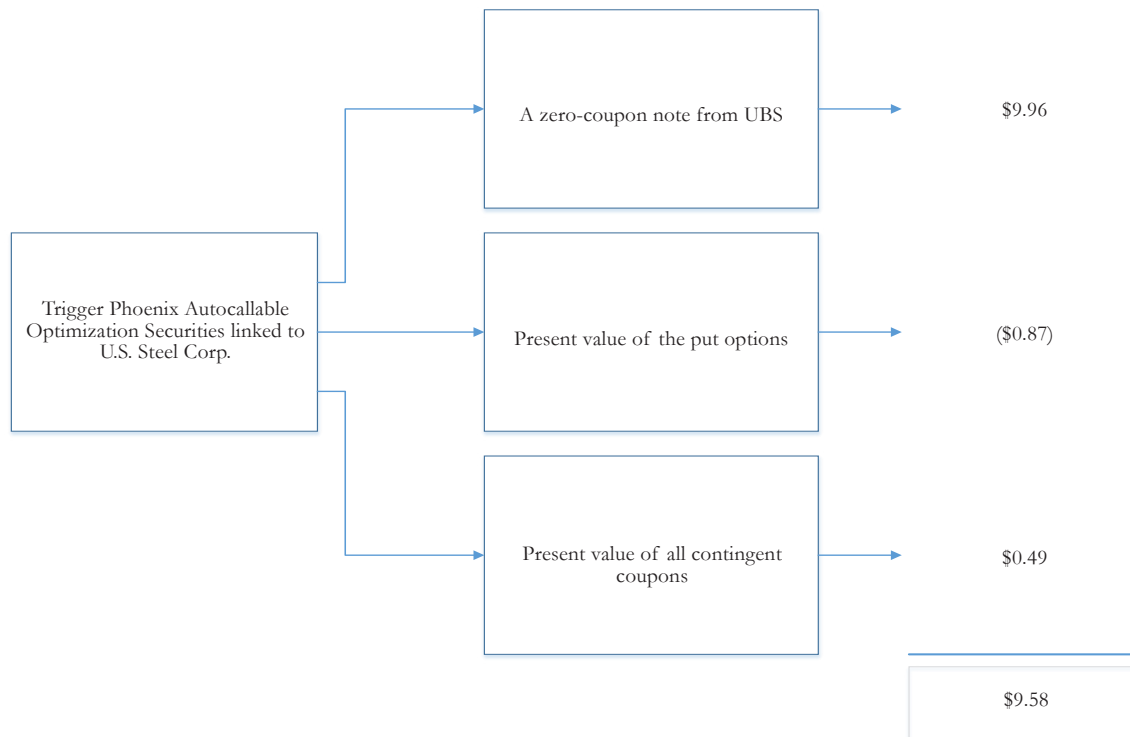 A zero-coupon note from UBS
$9.96
Trigger Phoenix Autocallable
Optimization Securities linked to
U.S. Steel Corp.
Present value of the put options
($0.87)
Present value of all contingent
coupons
$0.49
$9.58